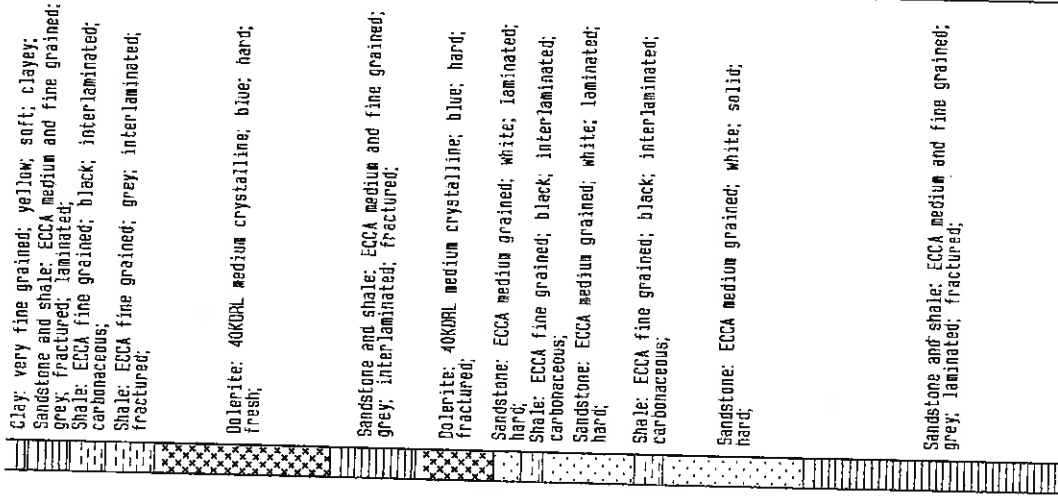 Clay: very fine grained; yellow; soft; clayey;
Sandstone and shale: ECCA medium and fine grained;
grey; fractured; laminated;
Shale: ECCA fine grained; black; interlaminated;
carbonaceous;
Shale: ECCA fine grained; grey; interlaminated;
fractured;
Dolerite: 40KDRL medium crystalline; blue; hard;
fresh;
Sandstone and shale: ECCA medium and fine grained;
grey; interlaminated; fractured;
Dolerite: 40KDRL medium crystalline; blue; hard;
fractured;
Sandstone: ECCA medium grained; white; laminated;
hard;
Shale: ECCA fine grained; black; interlaminated;
carbonaceous;
Sandstone: ECCA medium grained; white; laminated;
hard;
Shale: ECCA fine grained; black; interlaminated;
carbonaceous;
Sandstone: ECCA medium grained; white; solid;
hard;
Sandstone and shale: ECCA medium and fine grained;
grey; laminated; fractured;